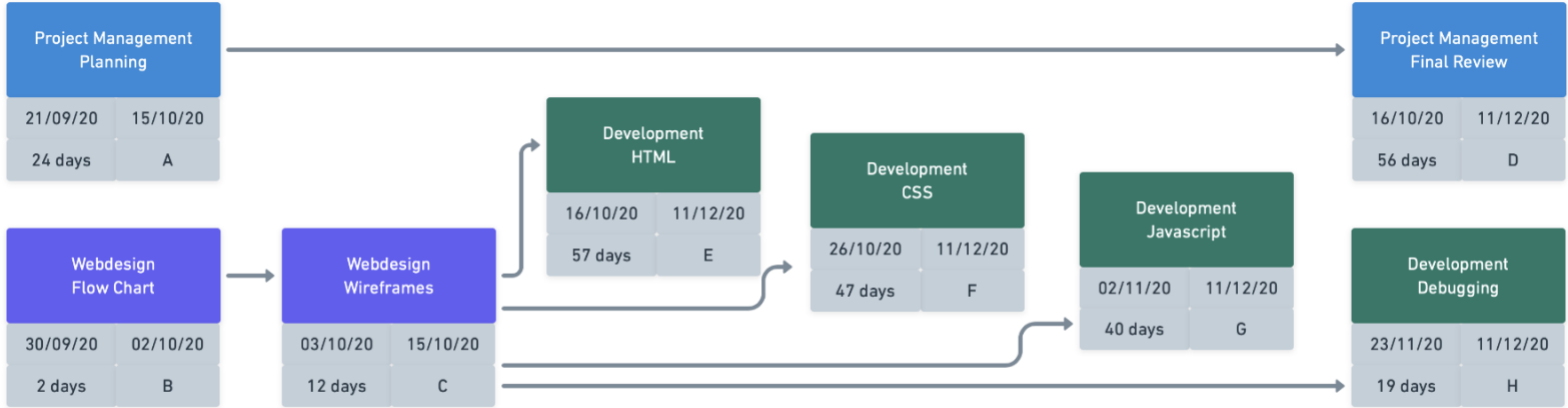 Project Management
Planning
21/09/20 15/10/20
24 days A
Project Management
Final Review
16/10/20 11/12/20
56 days D
Development
HTML
16/10/20 11/12/20
57 days E
Development
CSS
26/10/20 11/12/20
47 days F
Development
Javascript
02/11/20 11/12/20
40 days G
Webdesign
Flow Chart
30/09/20 02/10/20
2 days B
Webdesign
Wireframes
03/10/20 15/10/20
12 days C
Development
Debugging
23/11/20 11/12/20
19 days H